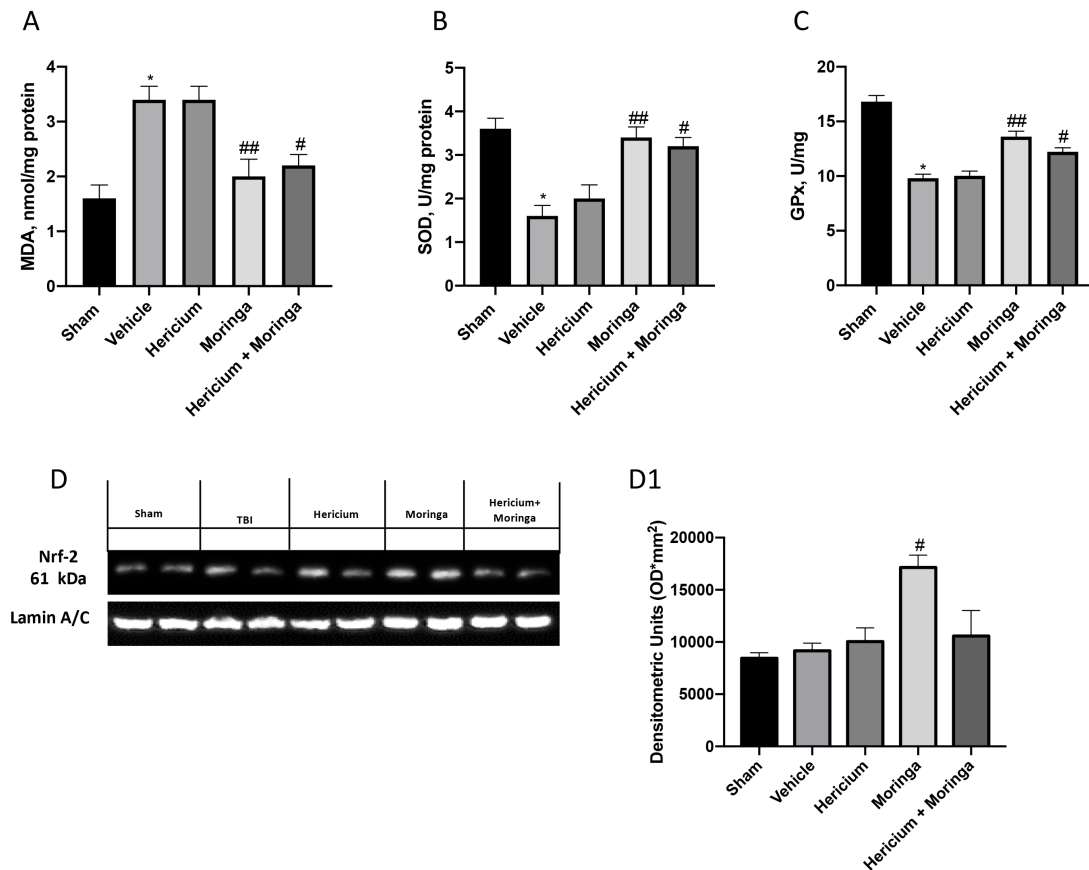 A
MDA, nmol/mg protein
4
3
2
1
0
*
##
#
Sham
Vehicle
Hericium
Moringa
Hericium + Moringa
B
SOD, U/mg protein
5
4
3
2
1
0
*
##
#
Sham
Vehicle
Hericium
Moringa
Hericium + Moringa
C
GPx, U/mg
20
15
10
5
0
*
##
#
Sham
Vehicle
Hericium
Moringa
Hericium + Moringa
D
Sham
TBI
Hericium
Moringa
Hericium+
Moringa
Nrf-2
61 kDa
Lamin A/C
D1
Densitometric Units (OD*mm²)
20000
15000
10000
5000
0
#
Sham
Vehicle
Hericium
Moringa
Hericium + Moringa